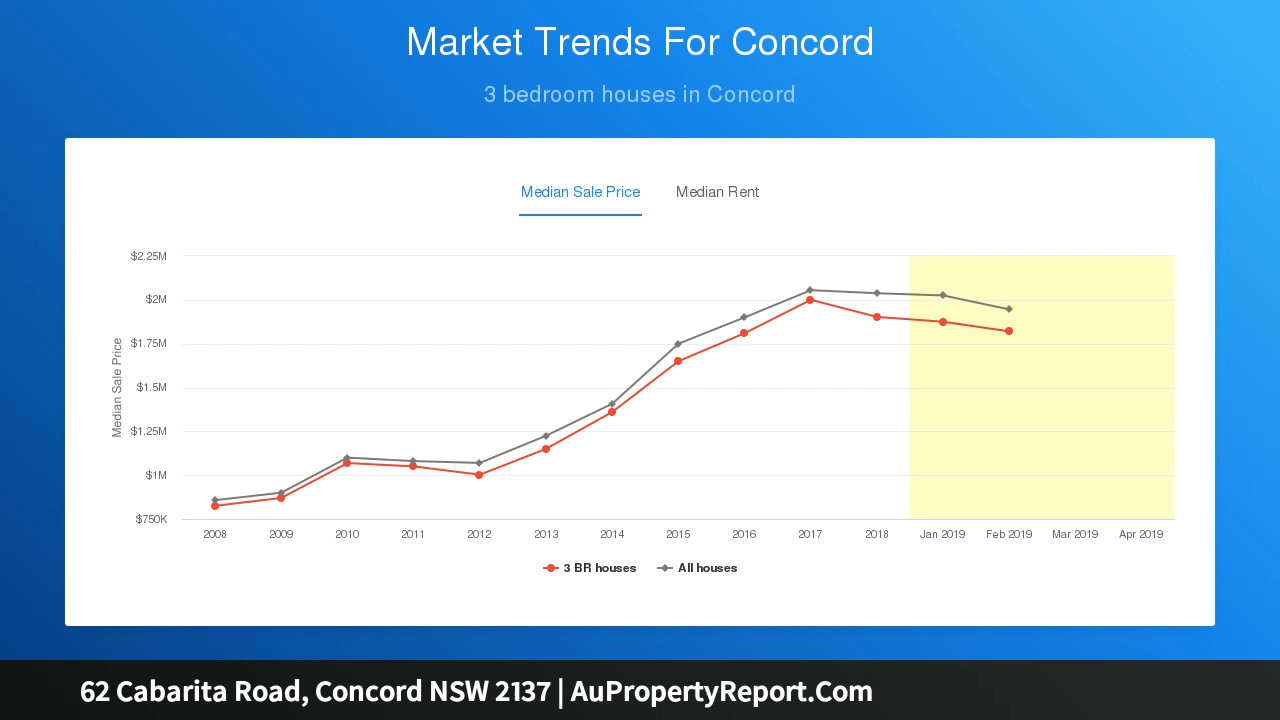 Market Trends For Concord
3 bedroom houses in Concord
Median Sale Price Median Rent
Median Sale Price
$2.25M
$2M
$1.75M
$1.5M
$1.25M
$1M
$750K
2008 2009 2010 2011 2012 2013 2014 2015 2016 2017 2018 Jan 2019 Feb 2019 Mar 2019 Apr 2019
3 BR houses All houses
62 Cabarita Road, Concord NSW 2137 | AuPropertyReport.Com